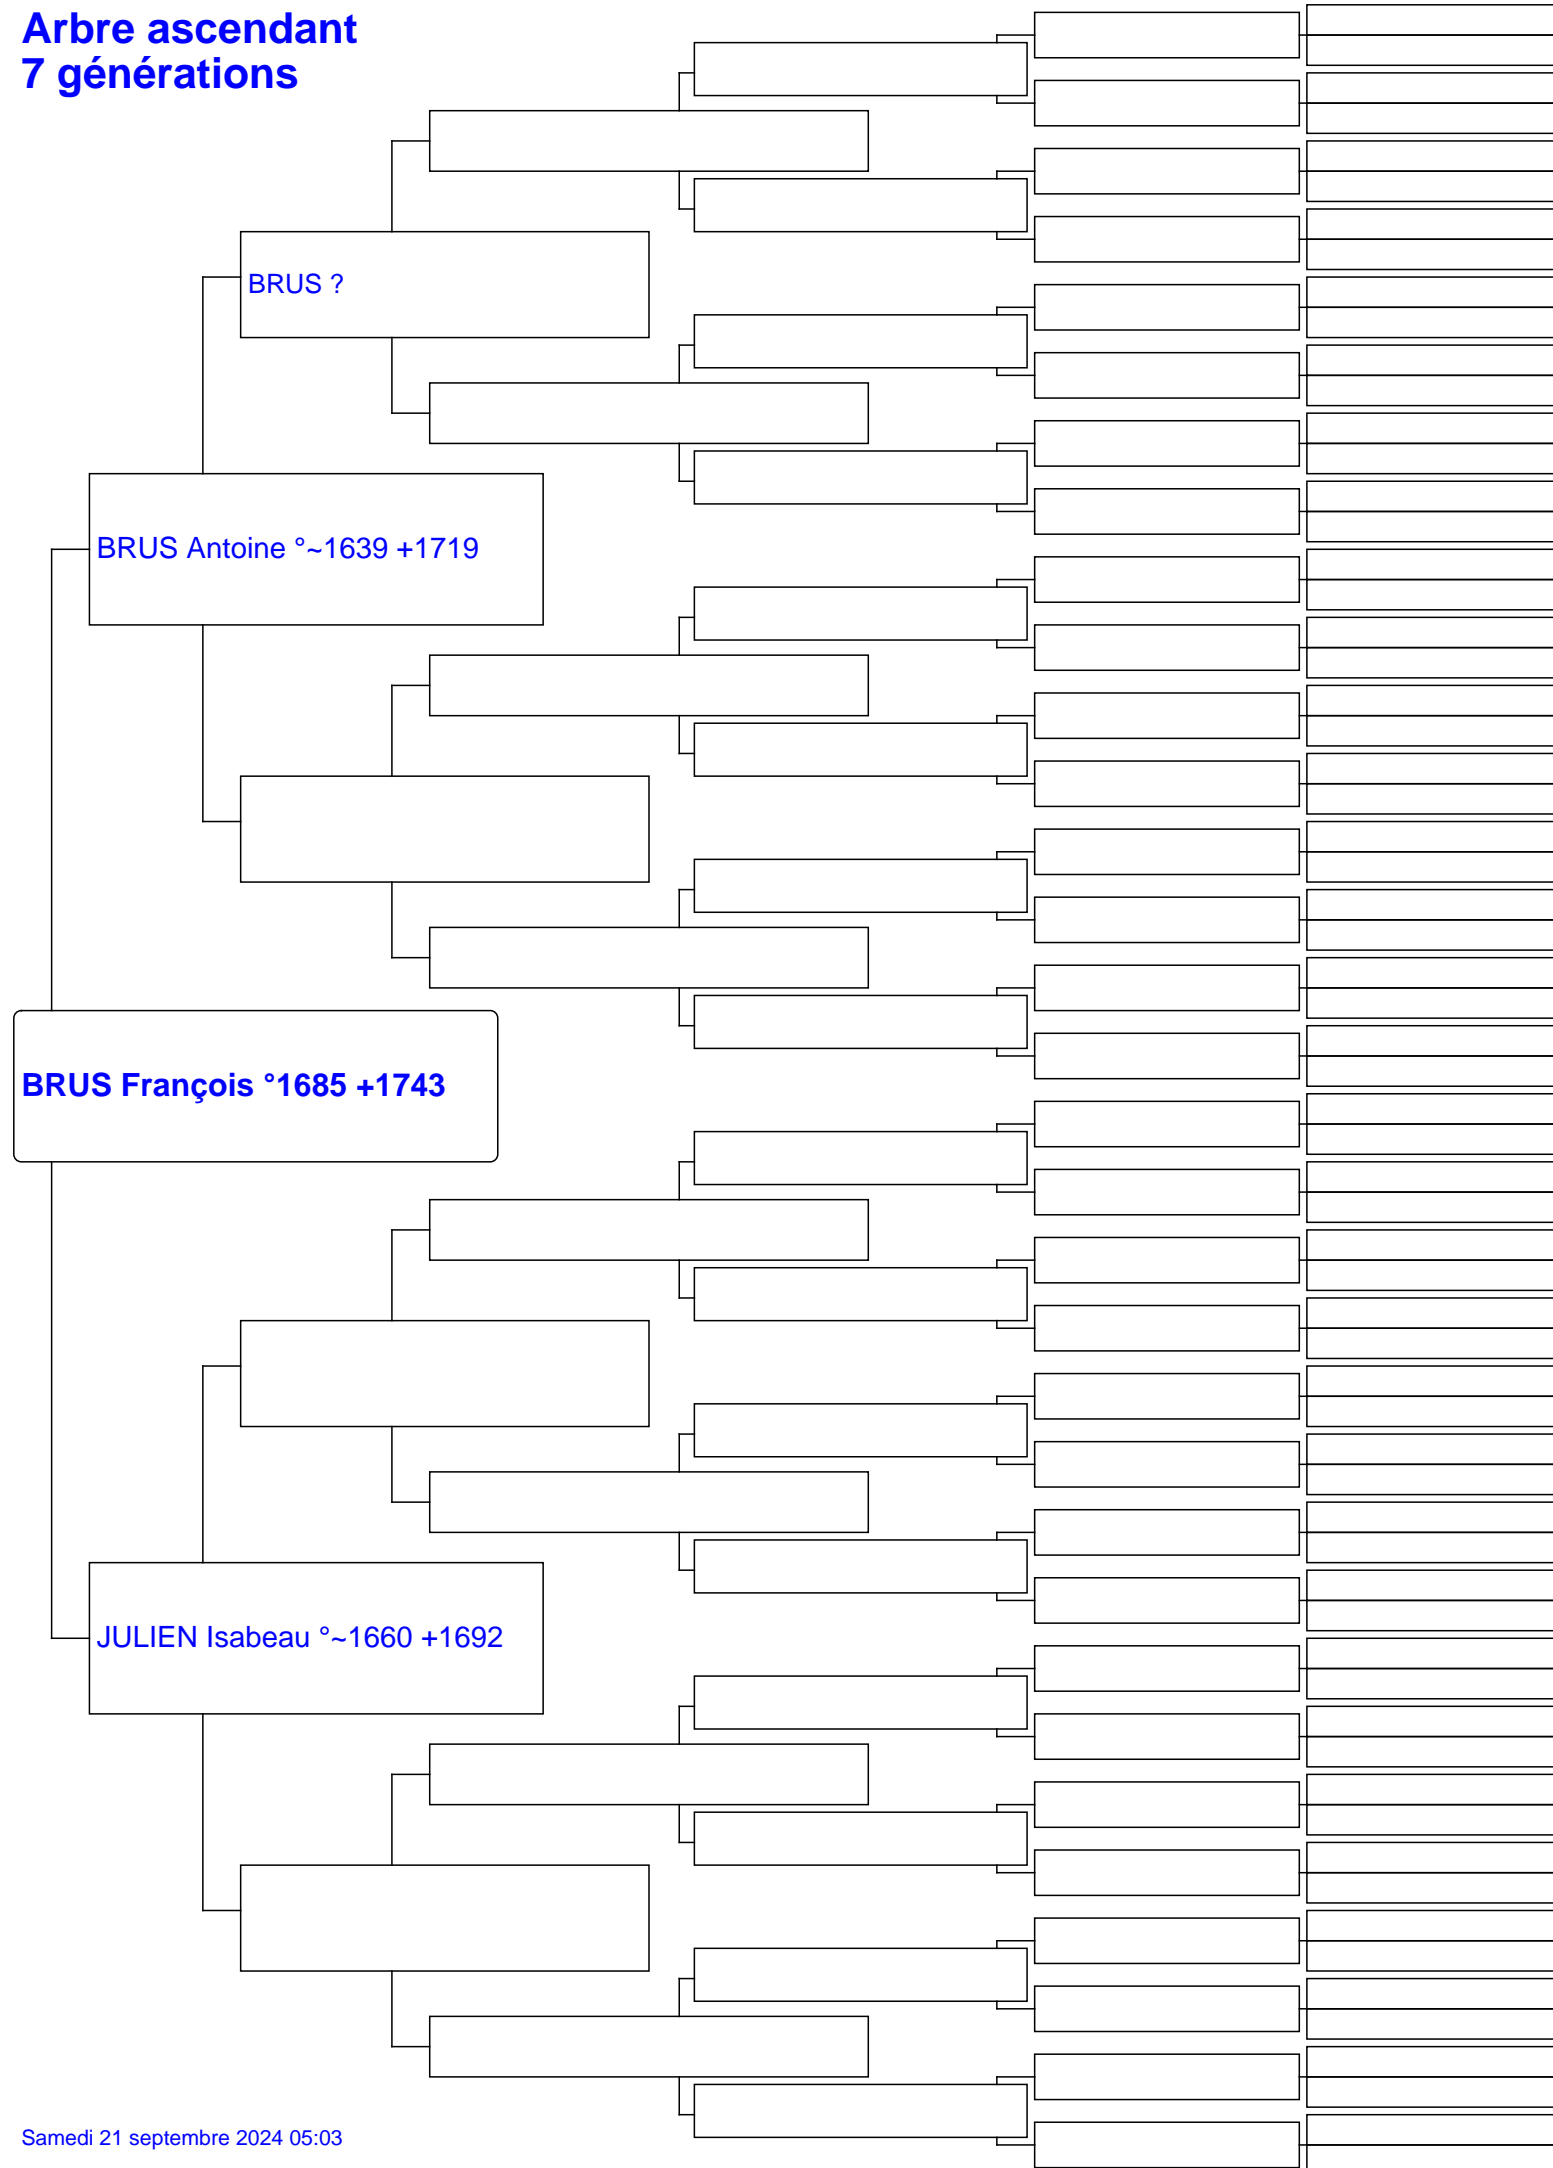 Arbre ascendant
7 générations
BRUS ?
BRUS Antoine °~1639 +1719
BRUS François °1685 +1743
JULIEN Isabeau °~1660 +1692
Samedi 21 septembre 2024 05:03